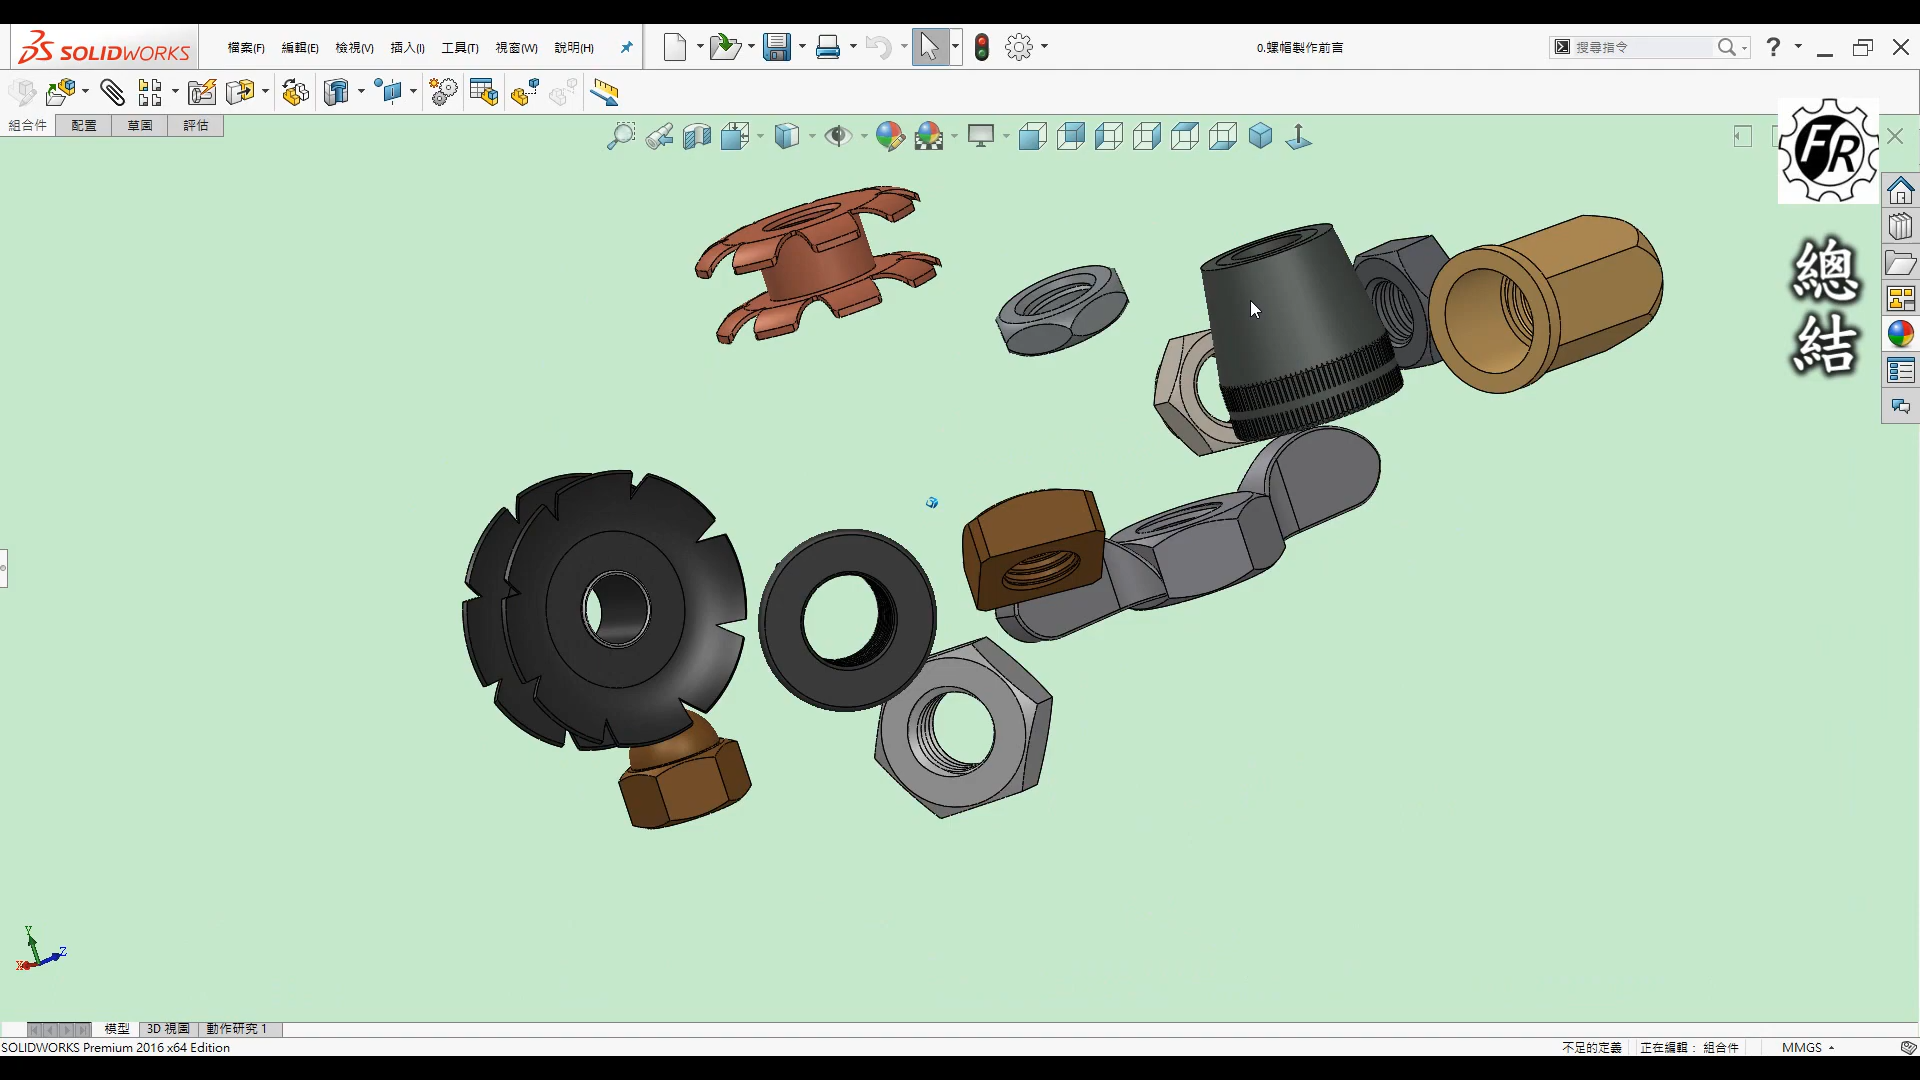 SOLIDWORKS
檔案(F) 編輯(E) 檢視(V) 插入(I) 工具(T) 視窗(W) 說明(H)
0.螺帽製作前言
搜尋指令
?
組合件 配置 草圖 評估
FR
總
結
Y
Z
X
模型 3D 視圖 動作研究 1
SOLIDWORKS Premium 2016 x64 Edition
不足的定義 正在編輯： 組合件 MMGS